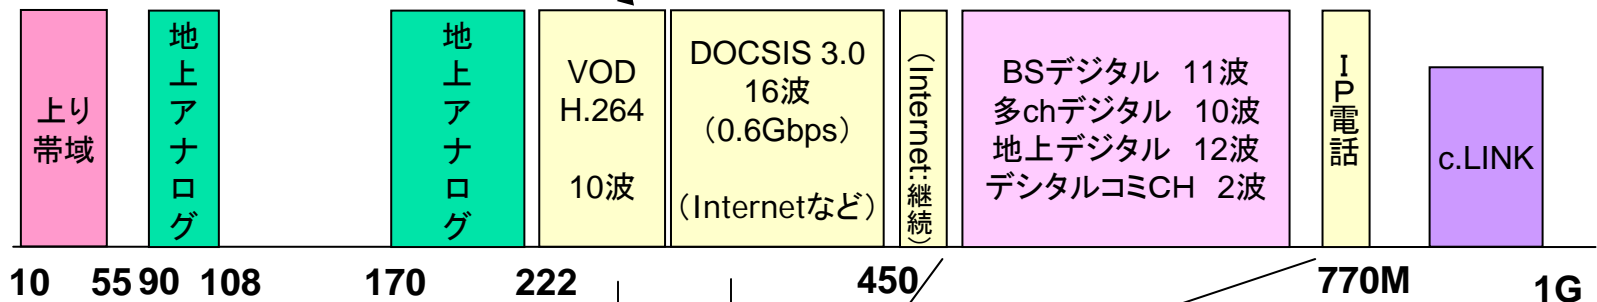 上り
帯域
地上アナログ
地上アナログ
VOD
H.264
10波
DOCSIS 3.0
16波
（0.6Gbps）
（Internetなど）
（Internet:継続）
BSデジタル　11波
多chデジタル　10波
地上デジタル　12波
デシタルコミCH　2波
IP電話
c.LINK
10 55 90 108 170 222 450 770M 1G